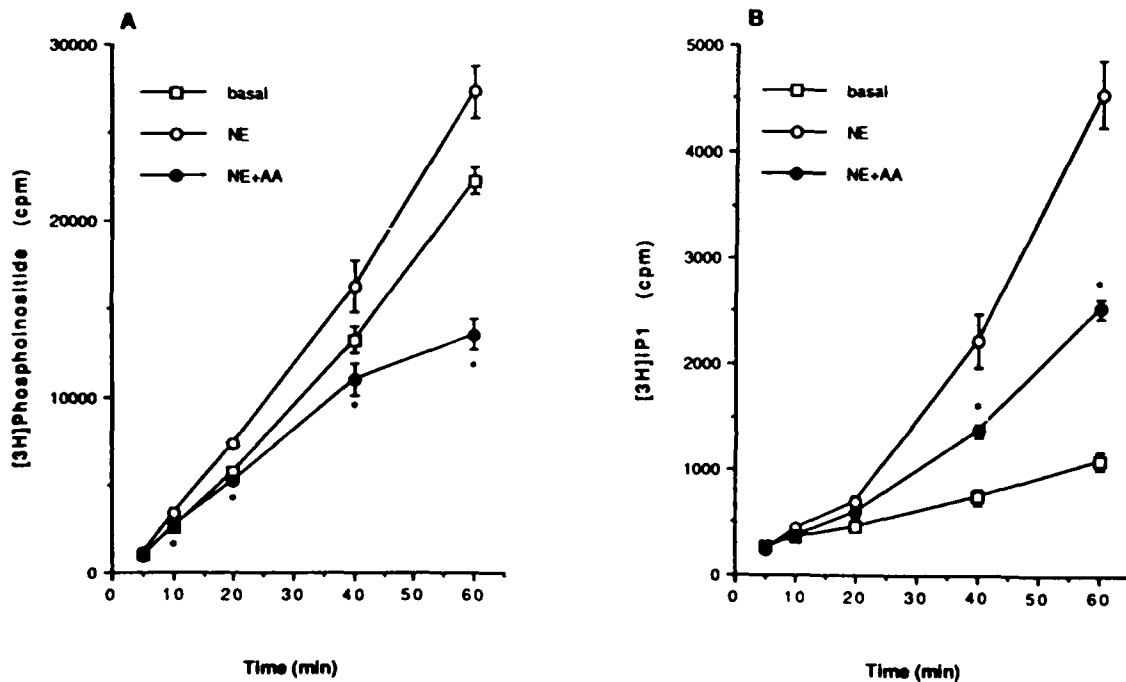 A
[3H]Phosphoinositide (cpm)
30000
20000
10000
0
basal
NE
NE+AA
0 10 20 30 40 50 60
Time (min)
B
[3H]IP1 (cpm)
5000
4000
3000
2000
1000
0
basal
NE
NE+AA
0 10 20 30 40 50 60
Time (min)